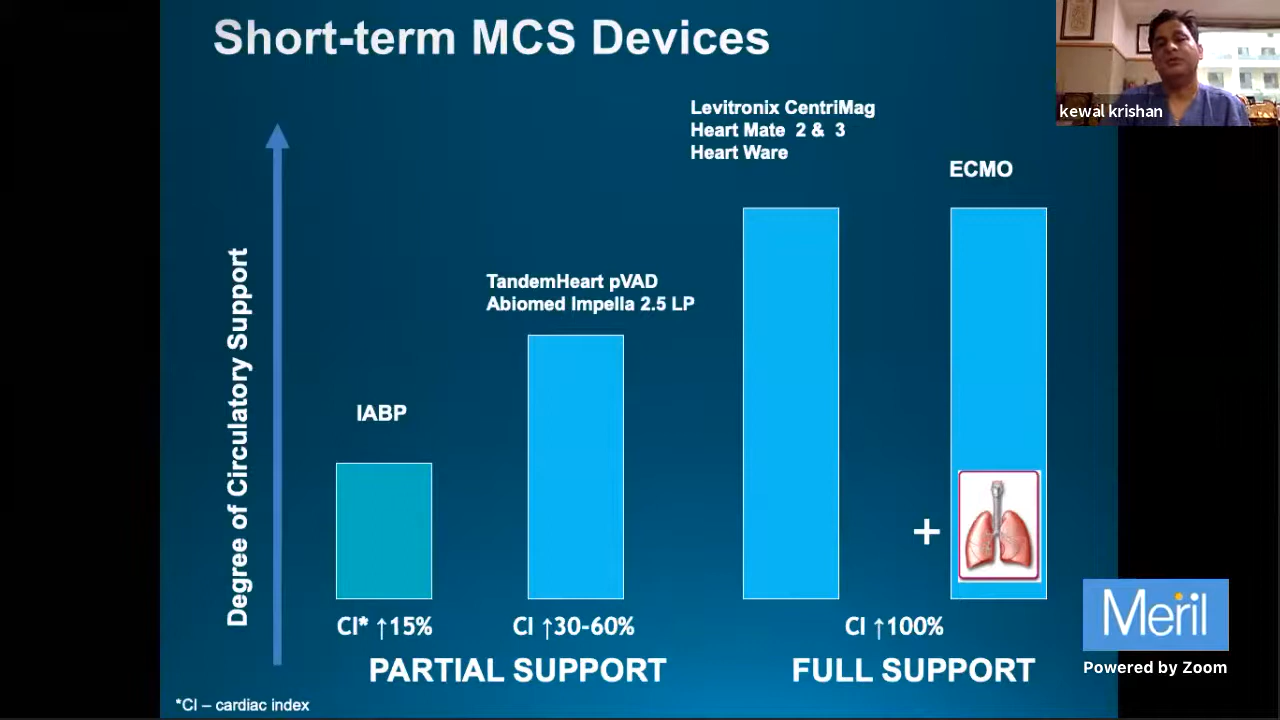 Short-term MCS Devices
kewal krishan
Levitronix CentriMag
Heart Mate 2 & 3
Heart Ware
ECMO
TandemHeart pVAD
Abiomed Impella 2.5 LP
IABP
Degree of Circulatory Support
+
CI* ↑15%
CI ↑30-60%
CI ↑100%
PARTIAL SUPPORT
FULL SUPPORT
*CI – cardiac index
Meril
Powered by Zoom